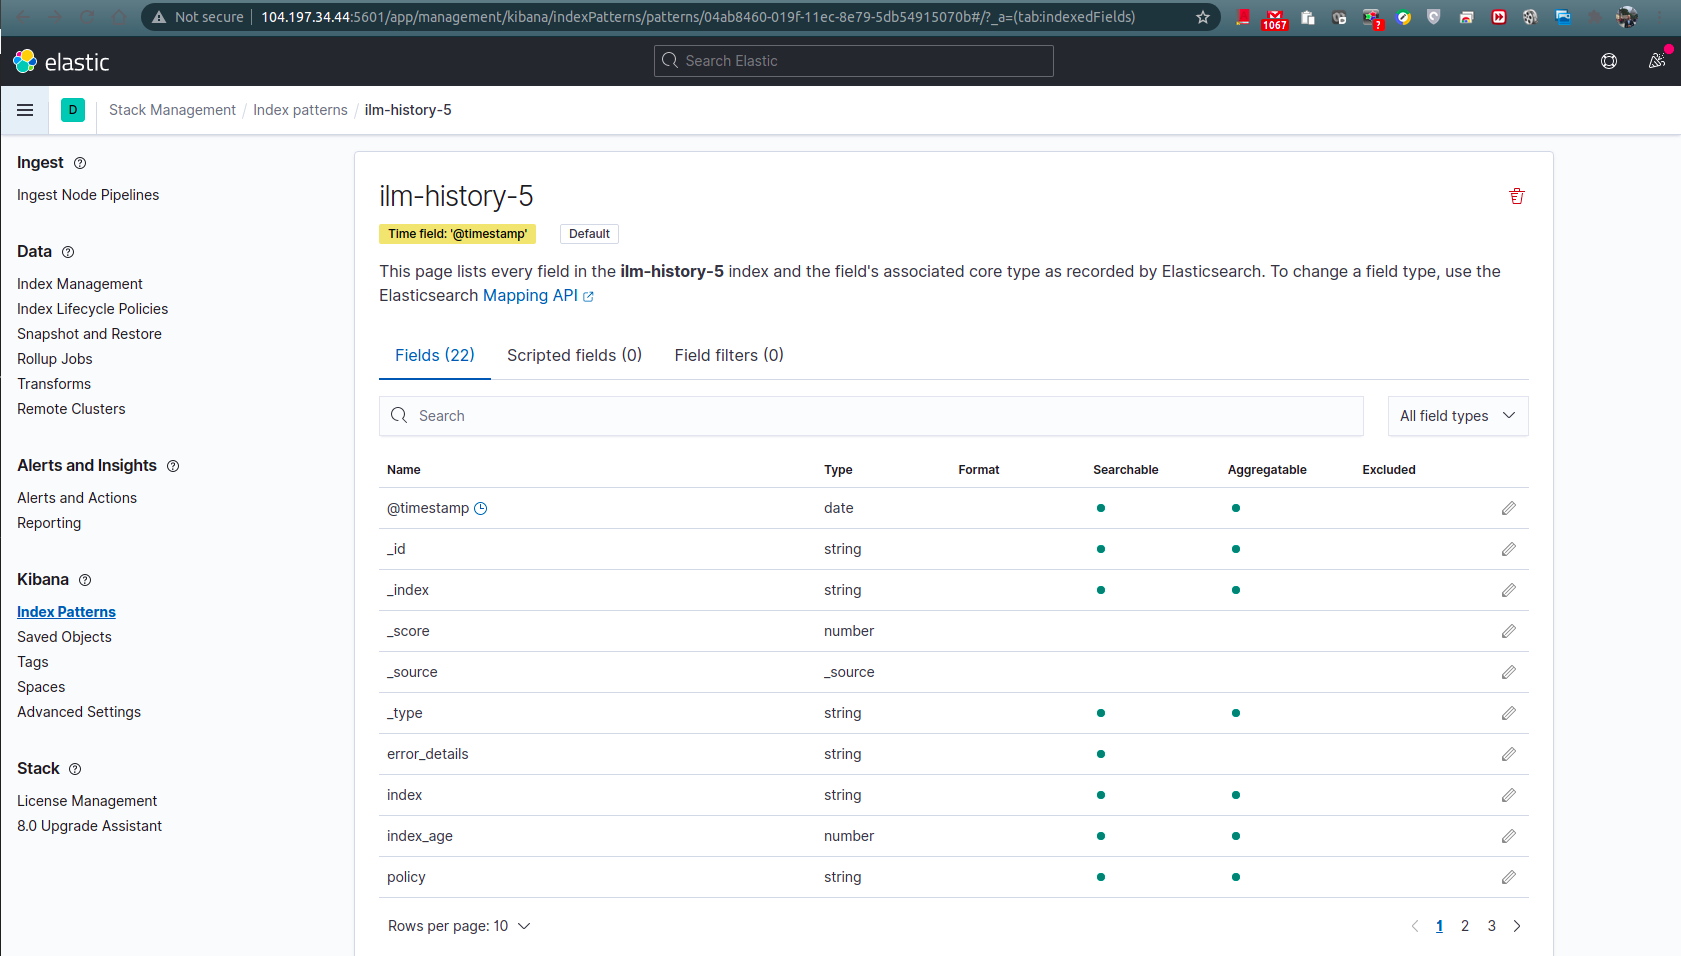 Not secure 104.197.34.44:5601/app/management/kibana/indexPatterns/patterns/04ab8460-019f-11ec-8e79-5db54915070b#/?_a=(tab:indexedFields)
1067
?
elastic
Search Elastic
D Stack Management / Index patterns / ilm-history-5
Ingest
Ingest Node Pipelines
Data
Index Management
Index Lifecycle Policies
Snapshot and Restore
Rollup Jobs
Transforms
Remote Clusters
Alerts and Insights
Alerts and Actions
Reporting
Kibana
Index Patterns
Saved Objects
Tags
Spaces
Advanced Settings
Stack
License Management
8.0 Upgrade Assistant
ilm-history-5
Time field: '@timestamp' Default
This page lists every field in the ilm-history-5 index and the field's associated core type as recorded by Elasticsearch. To change a field type, use the
Elasticsearch Mapping API
Fields (22) Scripted fields (0) Field filters (0)
Search All field types
Name Type Format Searchable Aggregatable Excluded
@timestamp date
_id string
_index string
_score number
_source _source
_type string
error_details string
index string
index_age number
policy string
Rows per page: 10 1 2 3